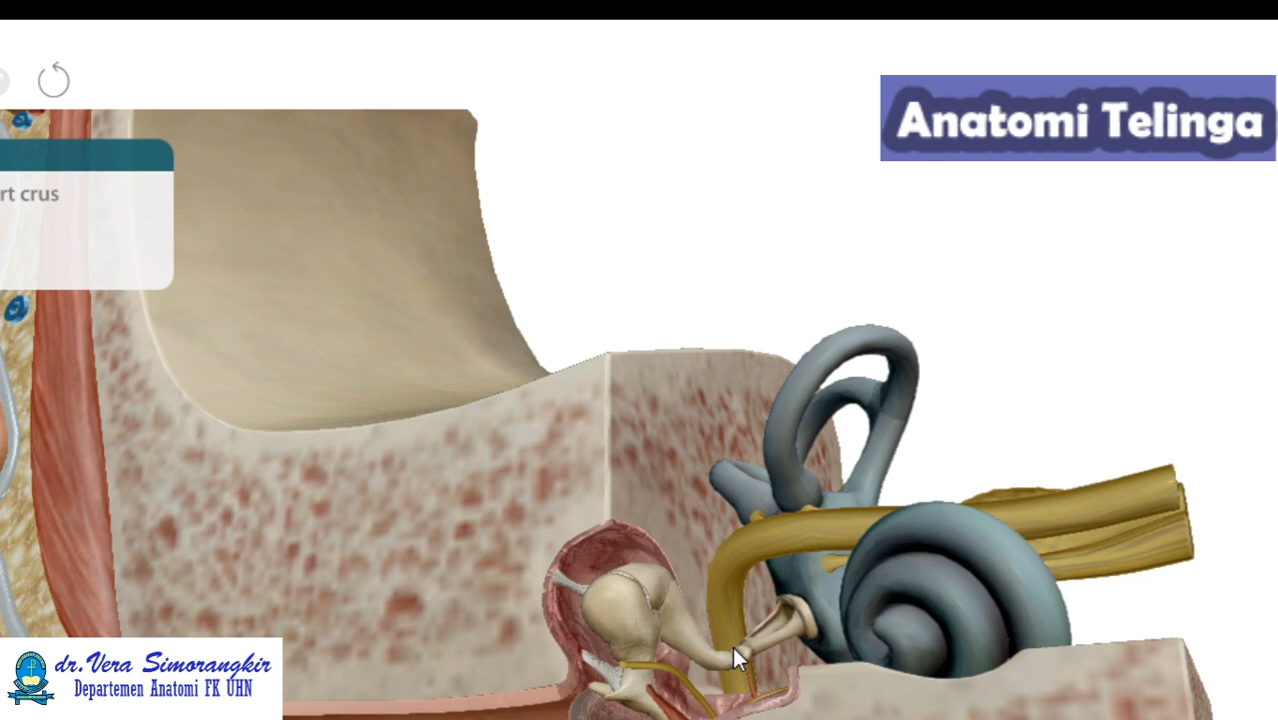 Anatomi Telinga
rt crus
dr.Vera Simorangkir
Departemen Anatomi FK UHN